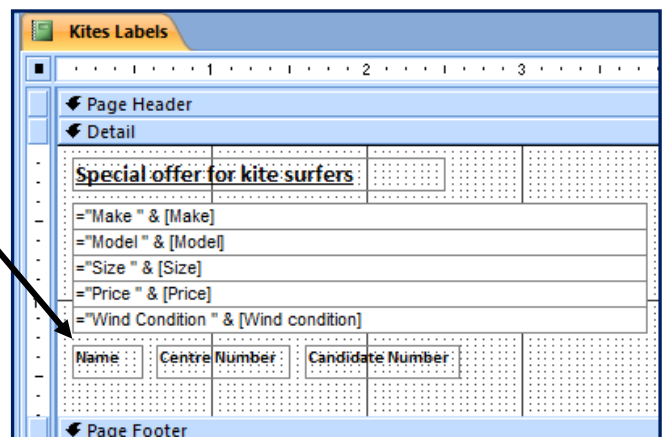 Kites Labels
1 2 3
Page Header
Detail
Special offer for kite surfers
="Make " & [Make]
="Model " & [Model]
="Size " & [Size]
="Price " & [Price]
="Wind Condition " & [Wind condition]
Name Centre Number Candidate Number
Page Footer